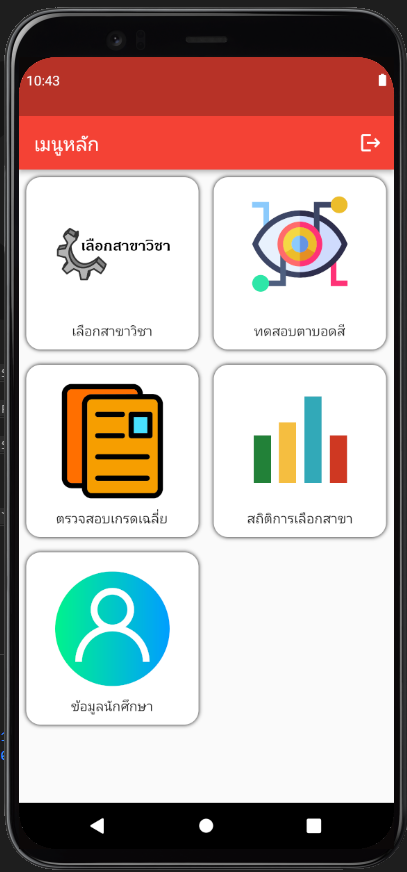 10:43
เมนูหลัก
เลือกสาขาวิชา
เลือกสาขาวิชา
ทดสอบตาบอดสี
ตรวจสอบเกรดเฉลี่ย
สถิติการเลือกสาขา
ข้อมูลนักศึกษา